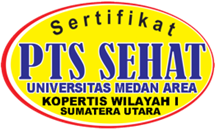 Sertifikat
PTS SEHAT
UNIVERSITAS MEDAN AREA
KOPERTIS WILAYAH I
SUMATERA UTARA